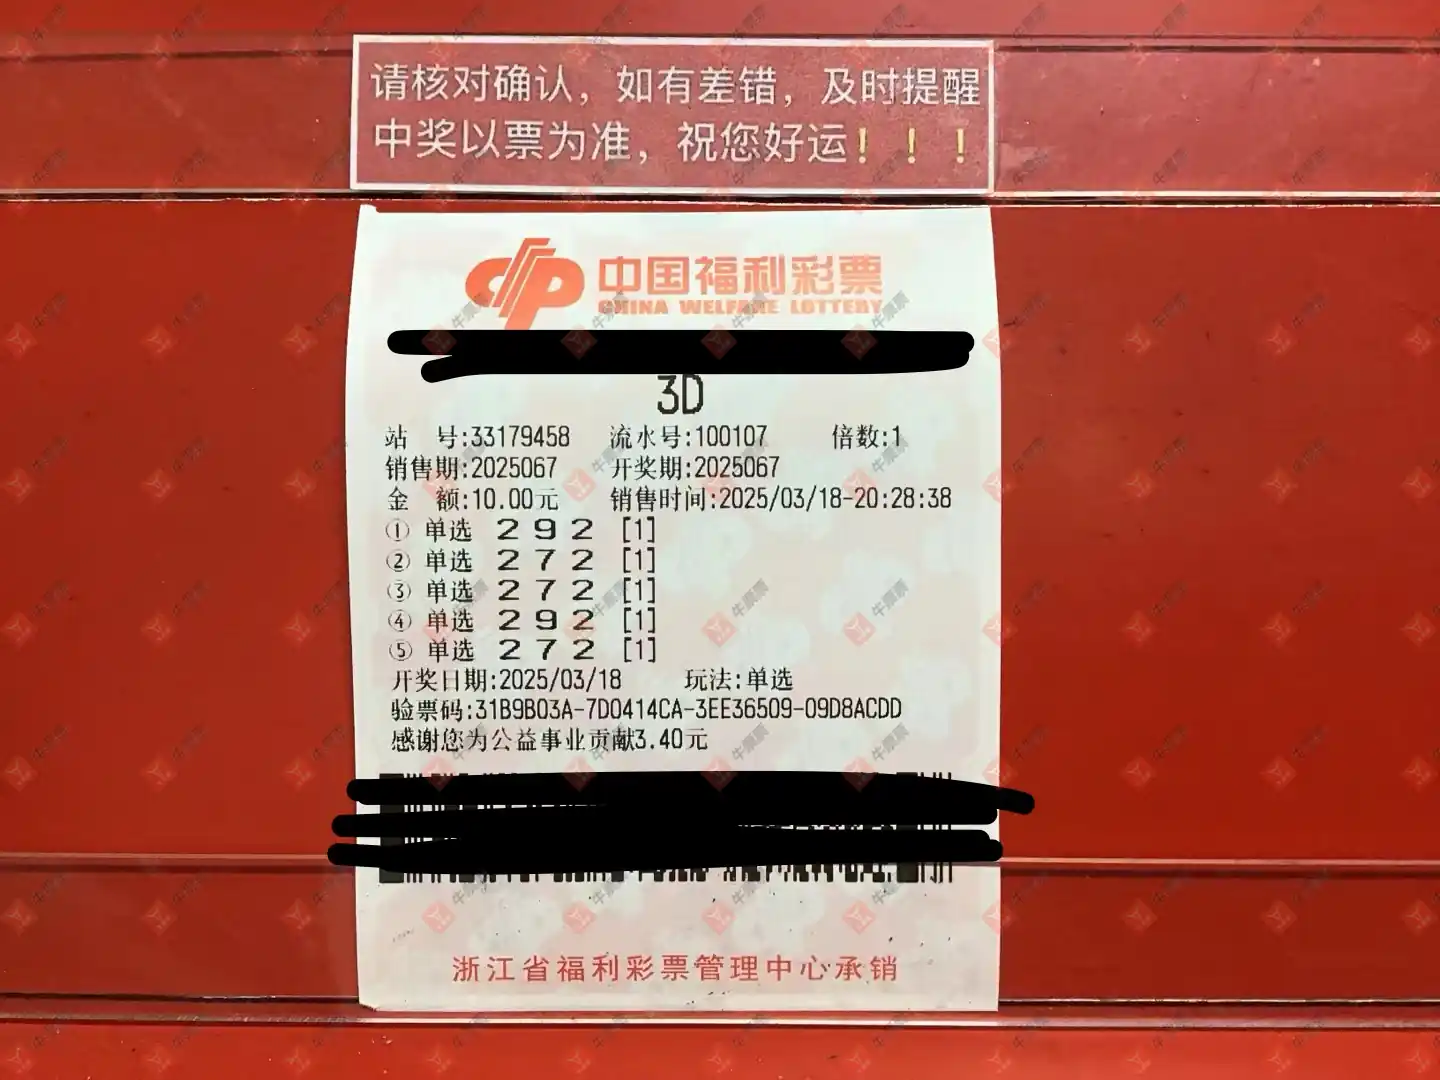 请核对确认，如有差错，及时提醒
中奖以票为准，祝您好运！！！
中国福利彩票
CHINA WELFARE LOTTERY
3D
站 号:33179458 流水号:100107 倍数:1
销售期:2025067 开奖期:2025067
金 额:10.00元 销售时间:2025/03/18-20:28:38
① 单选 2 9 2 [1]
② 单选 2 7 2 [1]
③ 单选 2 7 2 [1]
④ 单选 2 9 2 [1]
⑤ 单选 2 7 2 [1]
开奖日期:2025/03/18 玩法:单选
验票码:31B9B03A-7D0414CA-3EE36509-09D8ACDD
感谢您为公益事业贡献3.40元
浙江省福利彩票管理中心承销
牛票票